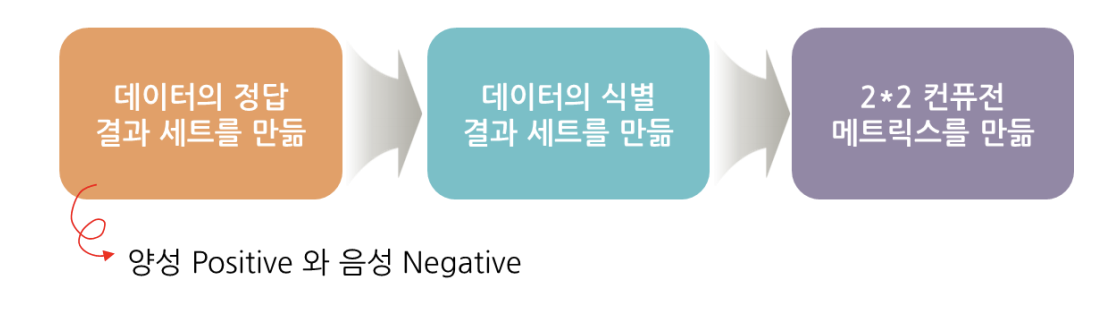 데이터의 정답
결과 세트를 만듦
데이터의 식별
결과 세트를 만듦
2*2 컨퓨전
메트릭스를 만듦
양성 Positive 와 음성 Negative